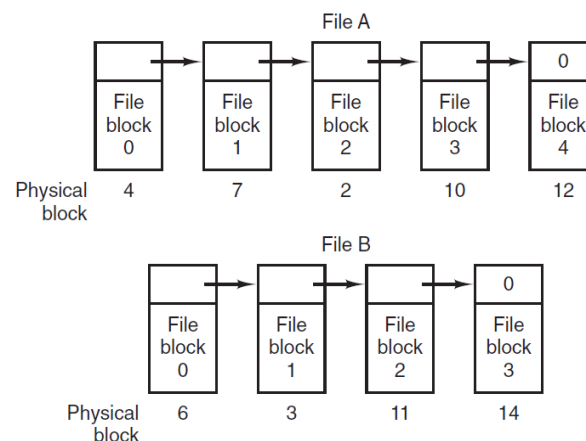 File A
0
File File File File File
block block block block block
0 1 2 3 4
Physical 4 7 2 10 12
block
File B
0
File File File File
block block block block
0 1 2 3
Physical 6 3 11 14
block